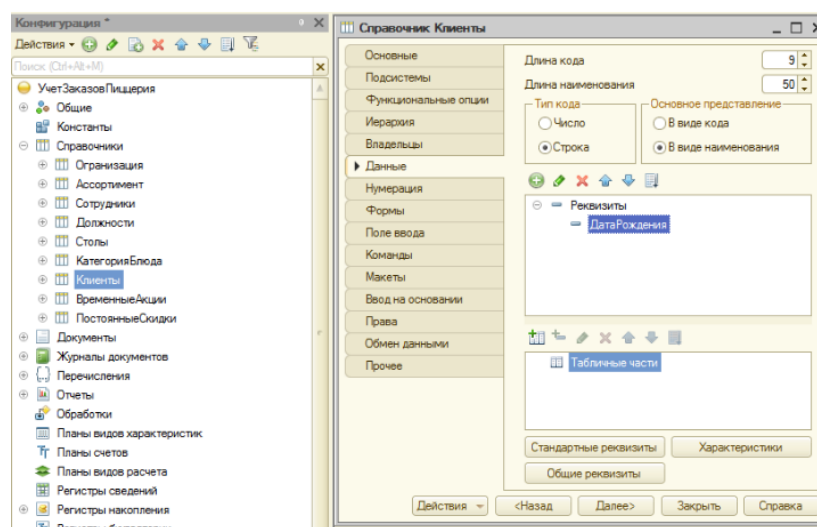 Конфигурация *
Действия
Поиск (Ctrl+Alt+M)
УчетЗаказовПиццерия
Общие
Константы
Справочники
Огранизация
Ассортимент
Сотрудники
Должности
Столы
КатегорияБлюда
Клиенты
ВременныеАкции
ПостоянныеСкидки
Документы
Журналы документов
Перечисления
Отчеты
Обработки
Планы видов характеристик
Планы счетов
Планы видов расчета
Регистры сведений
Регистры накопления
Справочник Клиенты
Основные
Подсистемы
Функциональные опции
Иерархия
Владельцы
Данные
Нумерация
Формы
Поле ввода
Команды
Макеты
Ввод на основании
Права
Обмен данными
Прочее
Длина кода 9
Длина наименования 50
Тип кода Основное представление
Число В виде кода
Строка В виде наименования
Реквизиты
ДатаРождения
Табличные части
Стандартные реквизиты Характеристики
Общие реквизиты
Действия <Назад Далее> Закрыть Справка